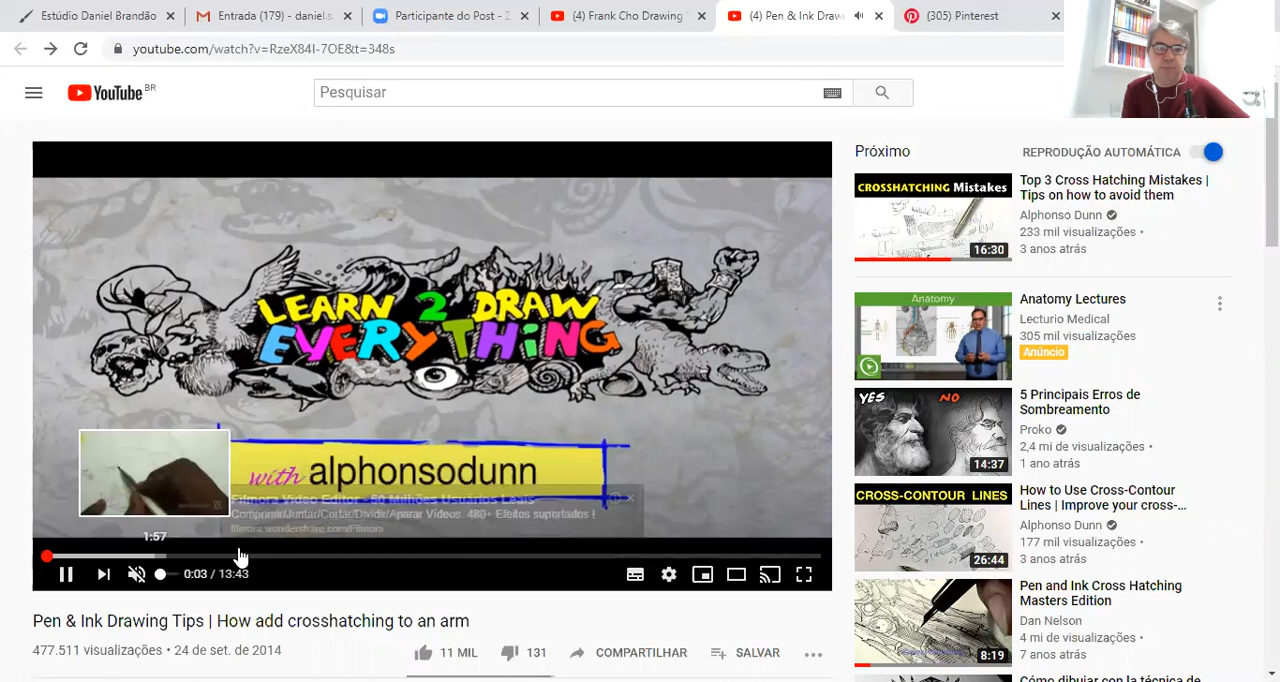 Estúdio Daniel Brandão
Entrada (179) - daniel.s
Participante do Post - Z
(4) Frank Cho Drawing
(4) Pen & Ink Draw
(305) Pinterest
youtube.com/watch?v=RzeX84I-7OE&t=348s
YouTube BR
Pesquisar
LEARN 2 DRAW
EVERYTHING
with alphonsodunn
Filmora Video Editor - 60 Milhões Usuários Leais
Comprimir/Juntar/Cortar/Dividir/Aparar Vídeos. 480+ Efeitos suportados !
filmora.wondershare.com/Filmora
1:57
0:03 / 13:43
Pen & Ink Drawing Tips | How add crosshatching to an arm
477.511 visualizações • 24 de set. de 2014
11 MIL
131
COMPARTILHAR
SALVAR
Próximo
REPRODUÇÃO AUTOMÁTICA
CROSSHATCHING Mistakes
16:30
Top 3 Cross Hatching Mistakes |
Tips on how to avoid them
Alphonso Dunn
233 mil visualizações •
3 anos atrás
Anatomy
Anatomy Lectures
Lecturio Medical
305 mil visualizações
Anúncio
YES
NO
14:37
5 Principais Erros de
Sombreamento
Proko
2,4 mi de visualizações •
1 ano atrás
CROSS-CONTOUR LINES
26:44
How to Use Cross-Contour
Lines | Improve your cross-...
Alphonso Dunn
177 mil visualizações •
3 anos atrás
8:19
Pen and Ink Cross Hatching
Masters Edition
Dan Nelson
4 mi de visualizações •
7 anos atrás
Cómo dibujar con la técnica de